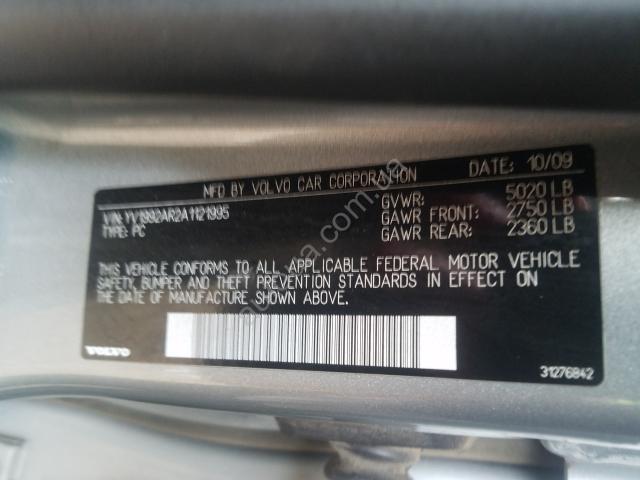 MFD BY VOLVO CAR CORPORATION DATE: 10/09
VIN: YV1992AR2A1121995 GVWR: 5020 LB
TYPE: PC GAWR FRONT: 2750 LB
GAWR REAR: 2360 LB
THIS VEHICLE CONFORMS TO ALL APPLICABLE FEDERAL MOTOR VEHICLE
SAFETY, BUMPER AND THEFT PREVENTION STANDARDS IN EFFECT ON
THE DATE OF MANUFACTURE SHOWN ABOVE.
VOLVO 31276842